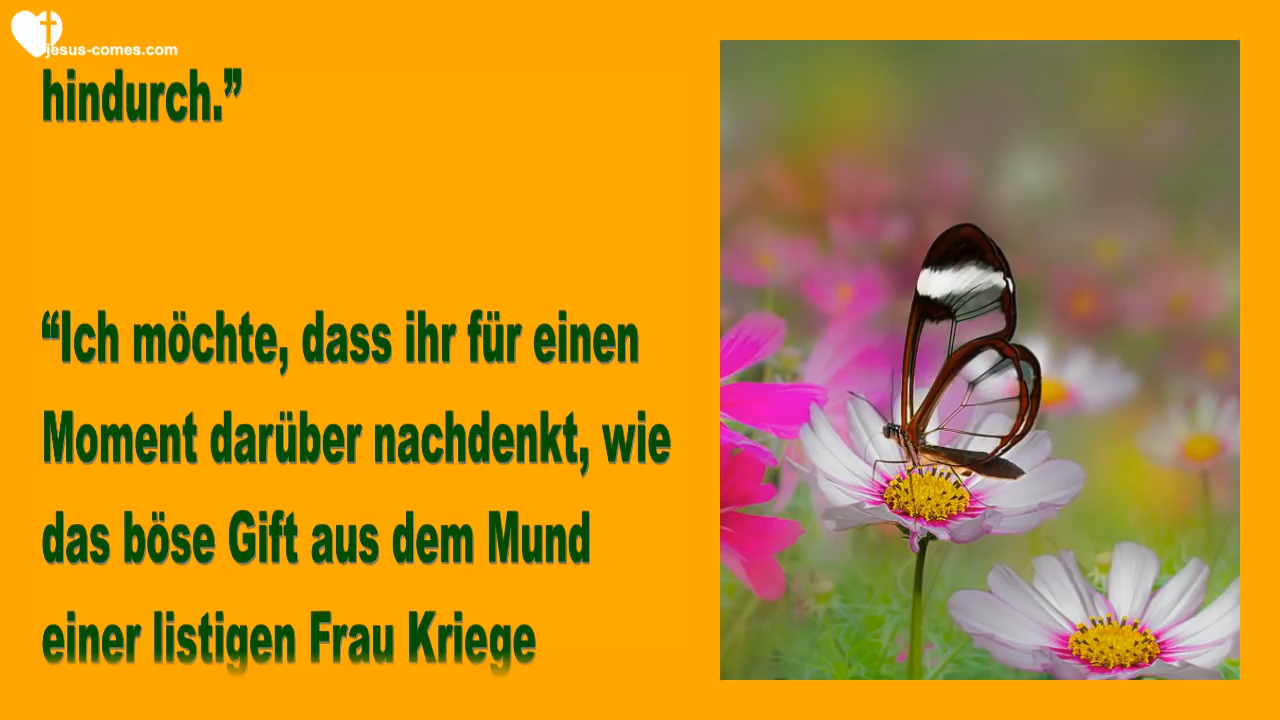 jesus-comes.com
hindurch.”
“Ich möchte, dass ihr für einen
Moment darüber nachdenkt, wie
das böse Gift aus dem Mund
einer listigen Frau Kriege